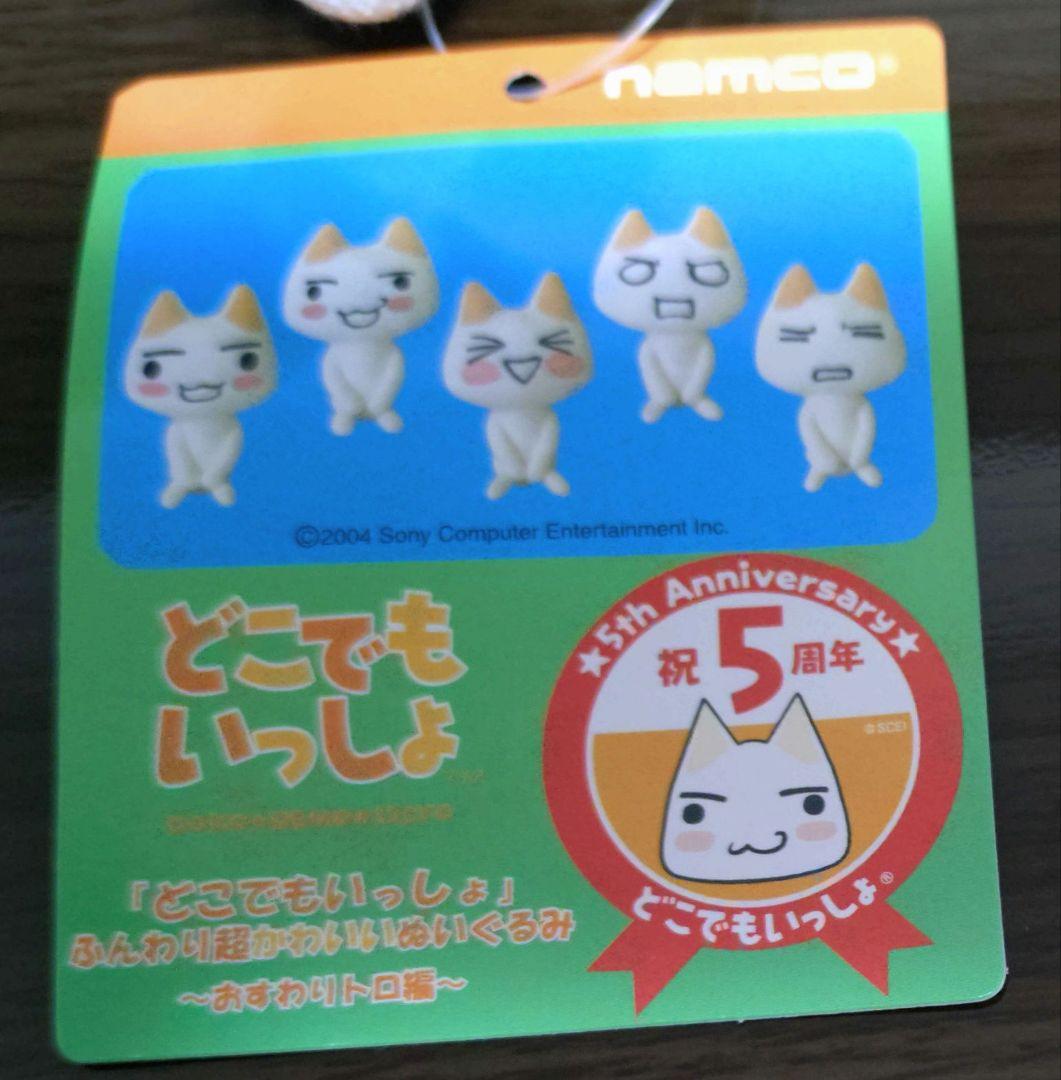 namco®
©2004 Sony Computer Entertainment Inc.
どこでも
いっしょ
★5th Anniversary★
祝5周年
©SCEI
どこでもいっしょ®
「どこでもいっしょ」
ふんわり超かわいいぬいぐるみ
～おすわりトロ編～